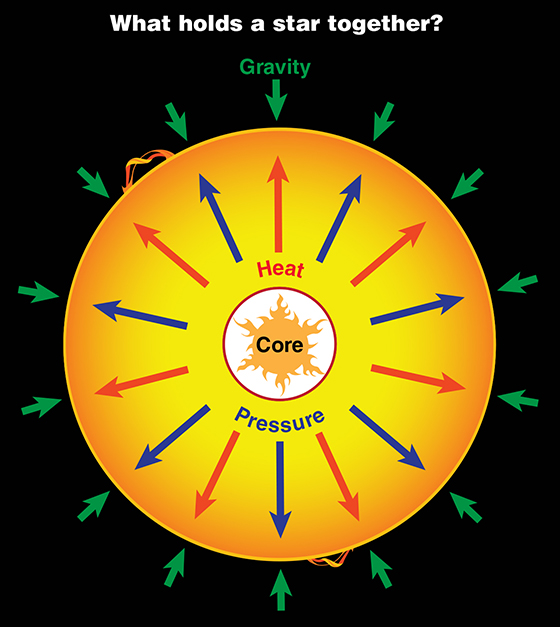 What holds a star together?
Gravity
Heat
Core
Pressure